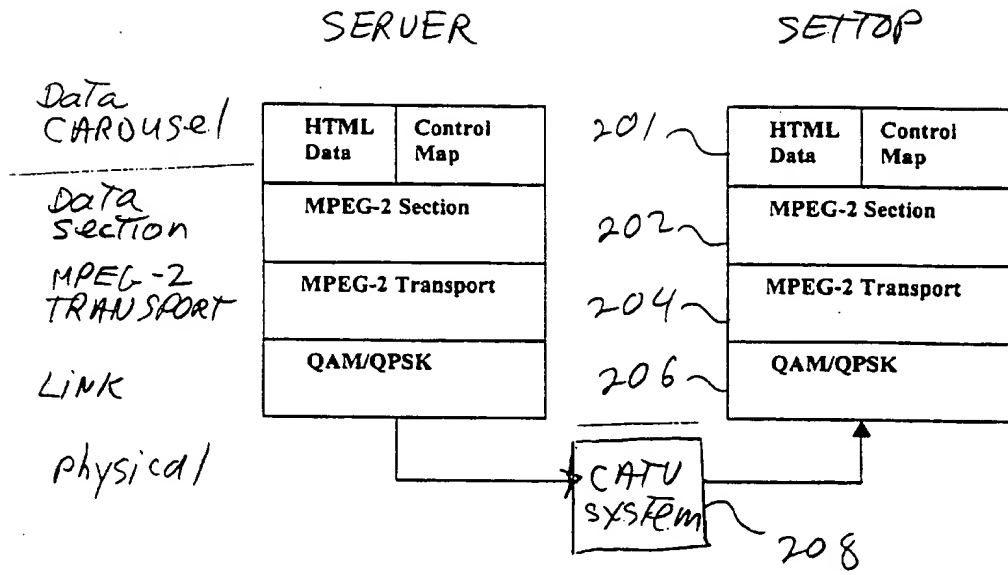 SERVER
SETTOP
Data
CAROUSel
HTML
Data
Control
Map
201
HTML
Data
Control
Map
Data
Section
MPEG-2 Section
202
MPEG-2 Section
MPEG-2
TRANSPORT
MPEG-2 Transport
204
MPEG-2 Transport
LINK
QAM/QPSK
206
QAM/QPSK
physical
CATV
SYSTEM
208